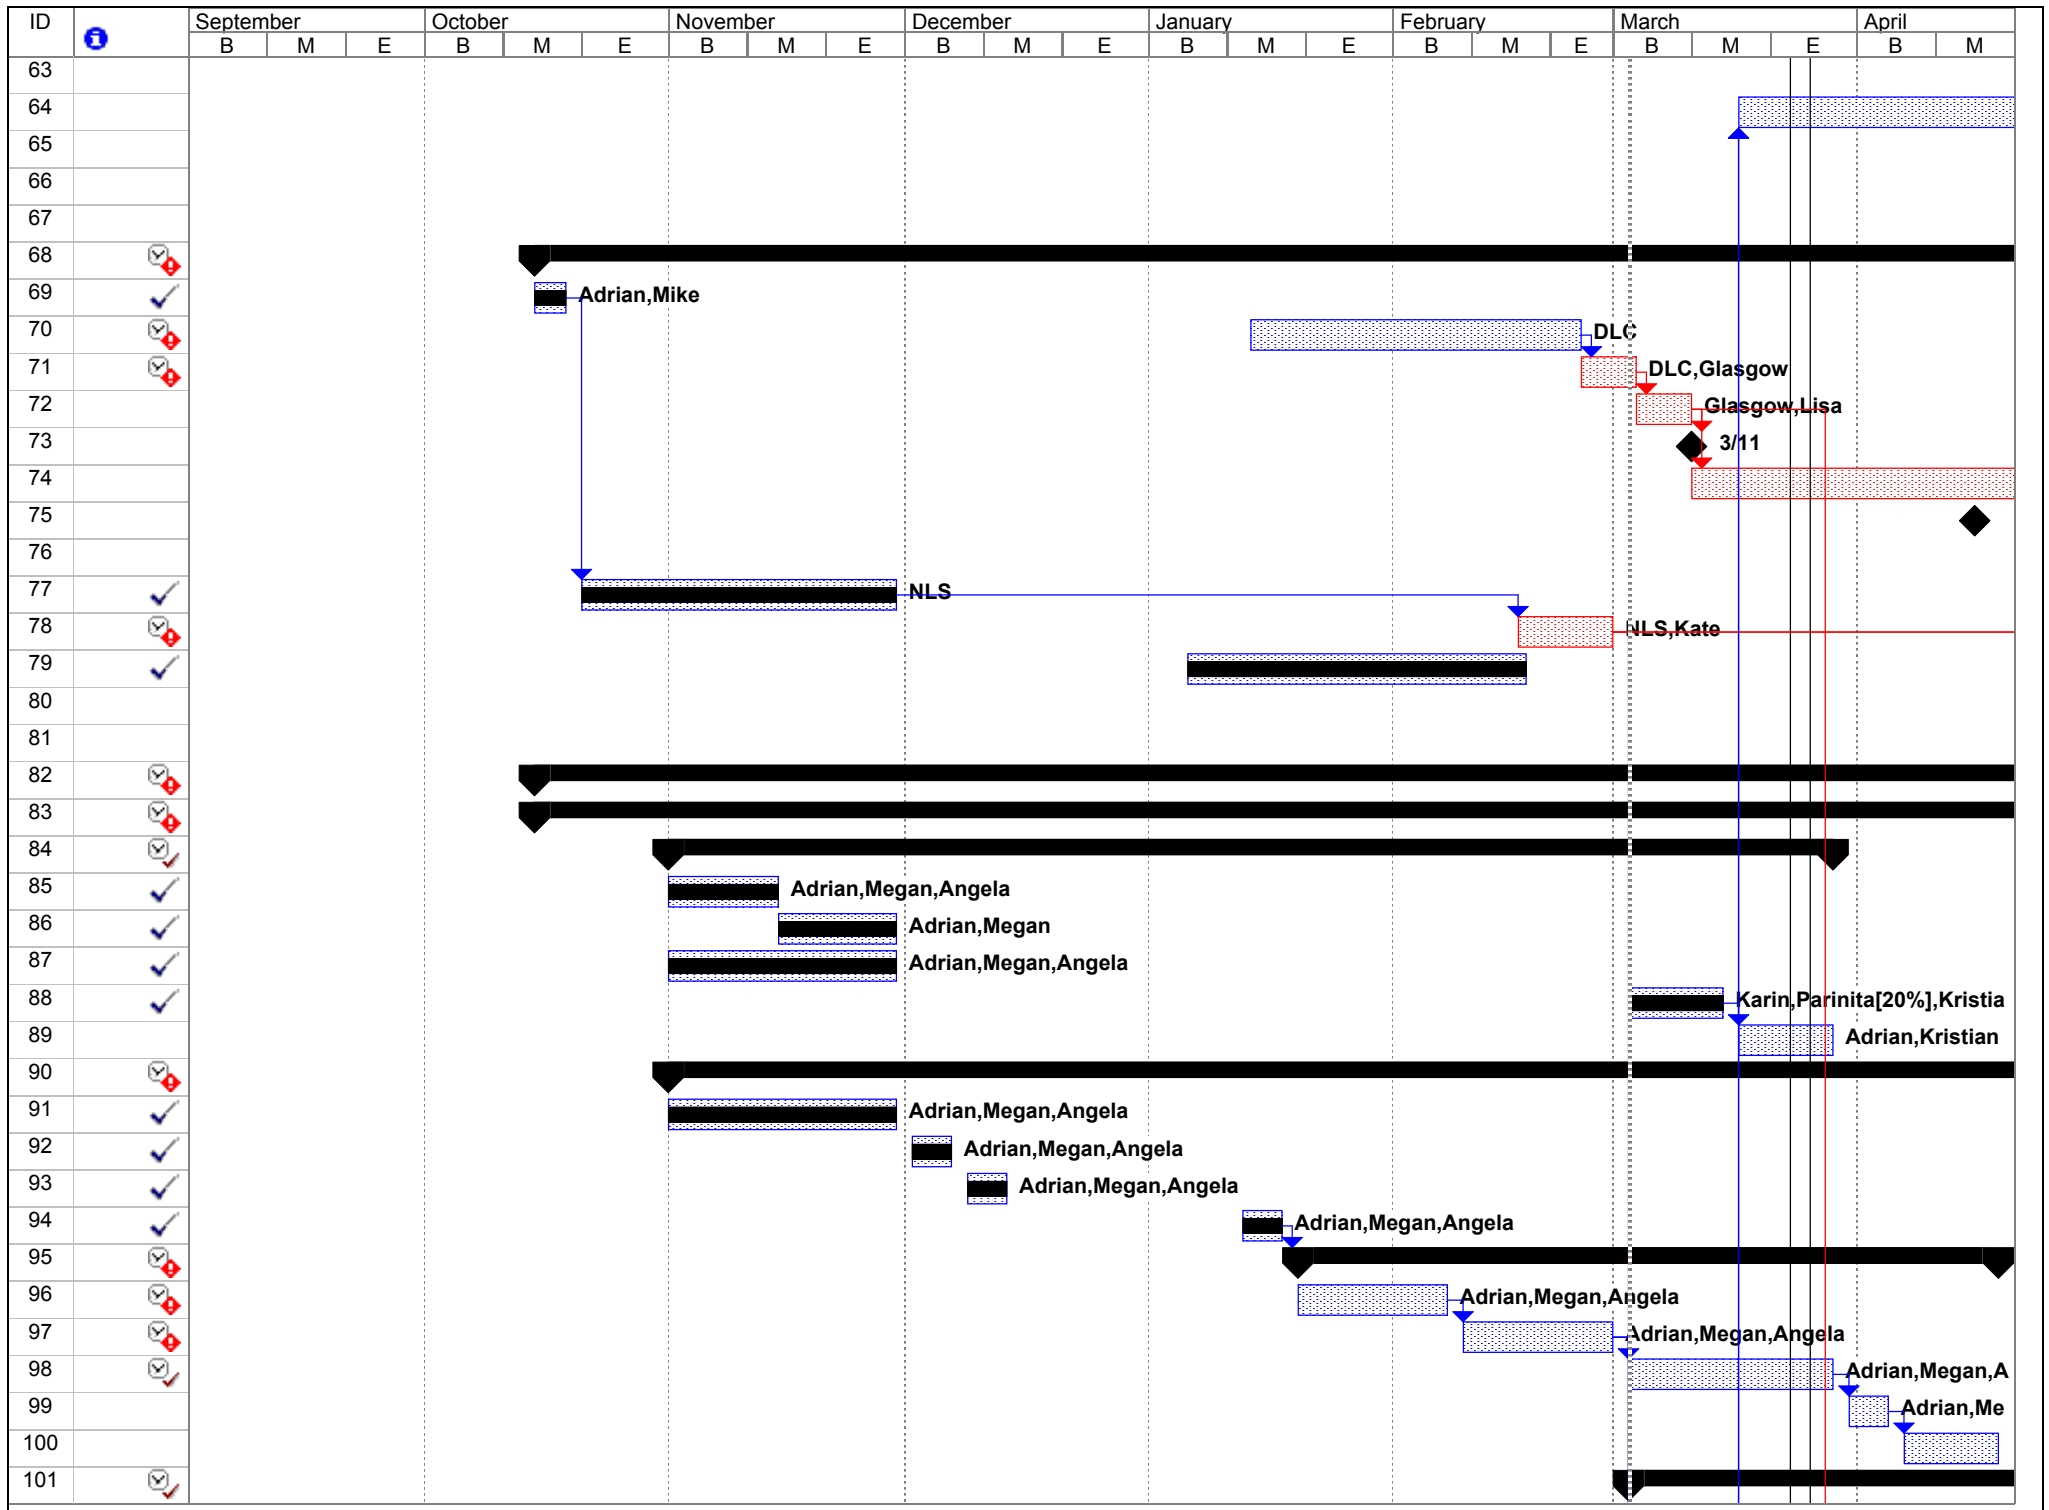 ID September October November December January February March April
B M E B M E B M E B M E B M E B M E B M E B M
63
64
65
66
67
68
69 Adrian,Mike
70 DLC
71 DLC,Glasgow
72 Glasgow,Lisa
73 3/11
74
75
76
77 NLS
78 NLS,Kate
79
80
81
82
83
84
85 Adrian,Megan,Angela
86 Adrian,Megan
87 Adrian,Megan,Angela
88 Karin,Parinita[20%],Kristia
89 Adrian,Kristian
90
91 Adrian,Megan,Angela
92 Adrian,Megan,Angela
93 Adrian,Megan,Angela
94 Adrian,Megan,Angela
95
96 Adrian,Megan,Angela
97 Adrian,Megan,Angela
98 Adrian,Megan,A
99 Adrian,Me
100
101